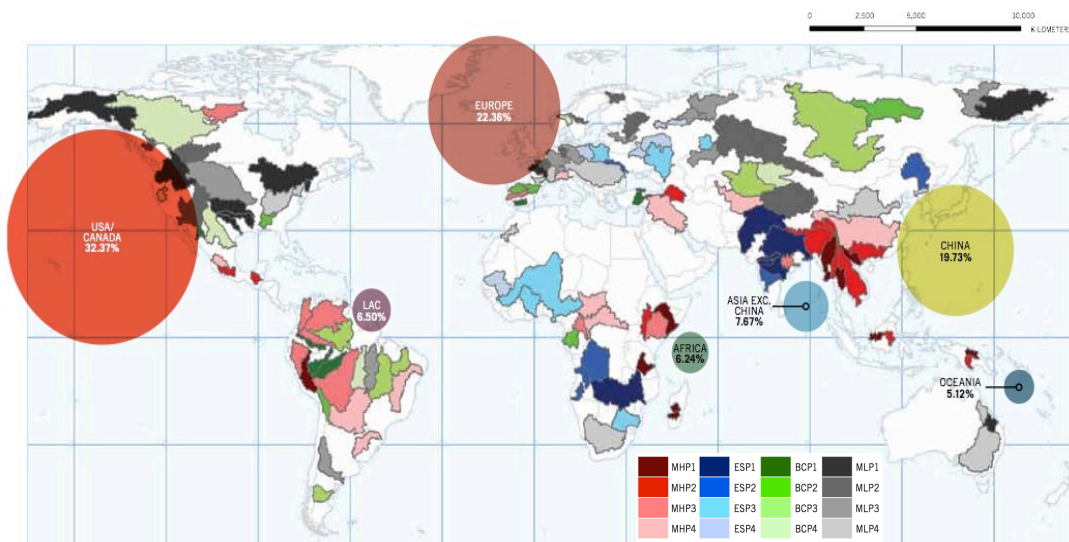 0 2,500 5,000 10,000
KILOMETERS
EUROPE
22.36%
USA/
CANADA
32.37%
CHINA
19.73%
LAC
6.50%
ASIA EXC.
CHINA
7.67%
AFRICA
6.24%
OCEANIA
5.12%
MHP1 ESP1 BCP1 MLP1
MHP2 ESP2 BCP2 MLP2
MHP3 ESP3 BCP3 MLP3
MHP4 ESP4 BCP4 MLP4